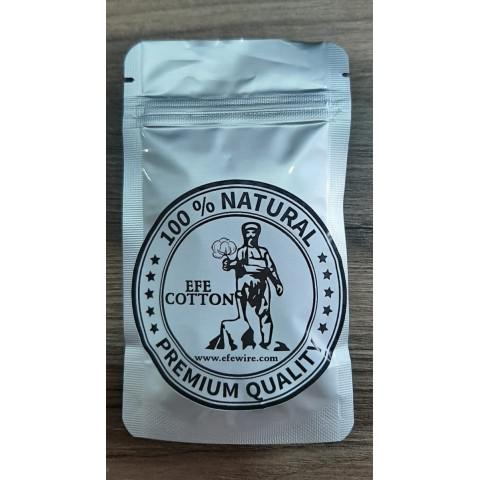 100 % NATURAL
EFE
COTTON
www.efewire.com
PREMIUM QUALITY